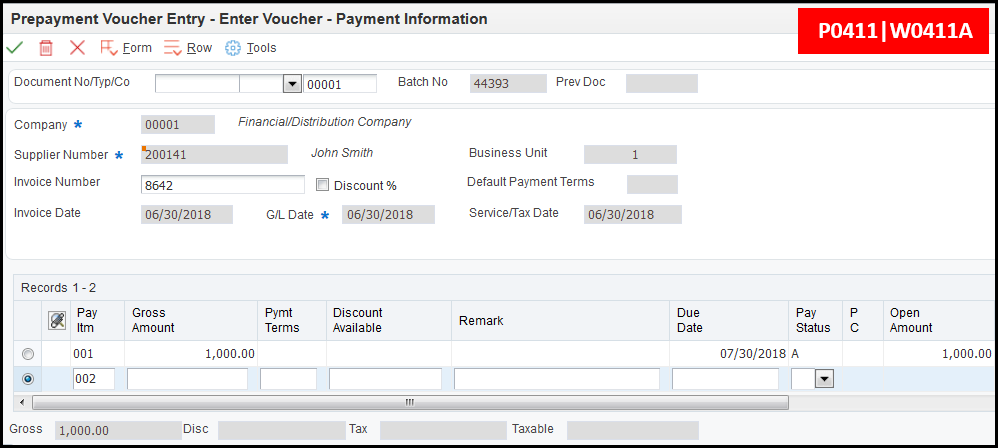 Prepayment Voucher Entry - Enter Voucher - Payment Information
P0411|W0411A
Form Row Tools
Document No/Typ/Co 00001 Batch No 44393 Prev Doc
Company * 00001 Financial/Distribution Company
Supplier Number * 200141 John Smith Business Unit 1
Invoice Number 8642 Discount % Default Payment Terms
Invoice Date 06/30/2018 G/L Date * 06/30/2018 Service/Tax Date 06/30/2018
Records 1 - 2
Pay Itm Gross Amount Pymt Terms Discount Available Remark Due Date Pay Status P C Open Amount
001 1,000.00 07/30/2018 A 1,000.00
002
Gross 1,000.00 Disc Tax Taxable